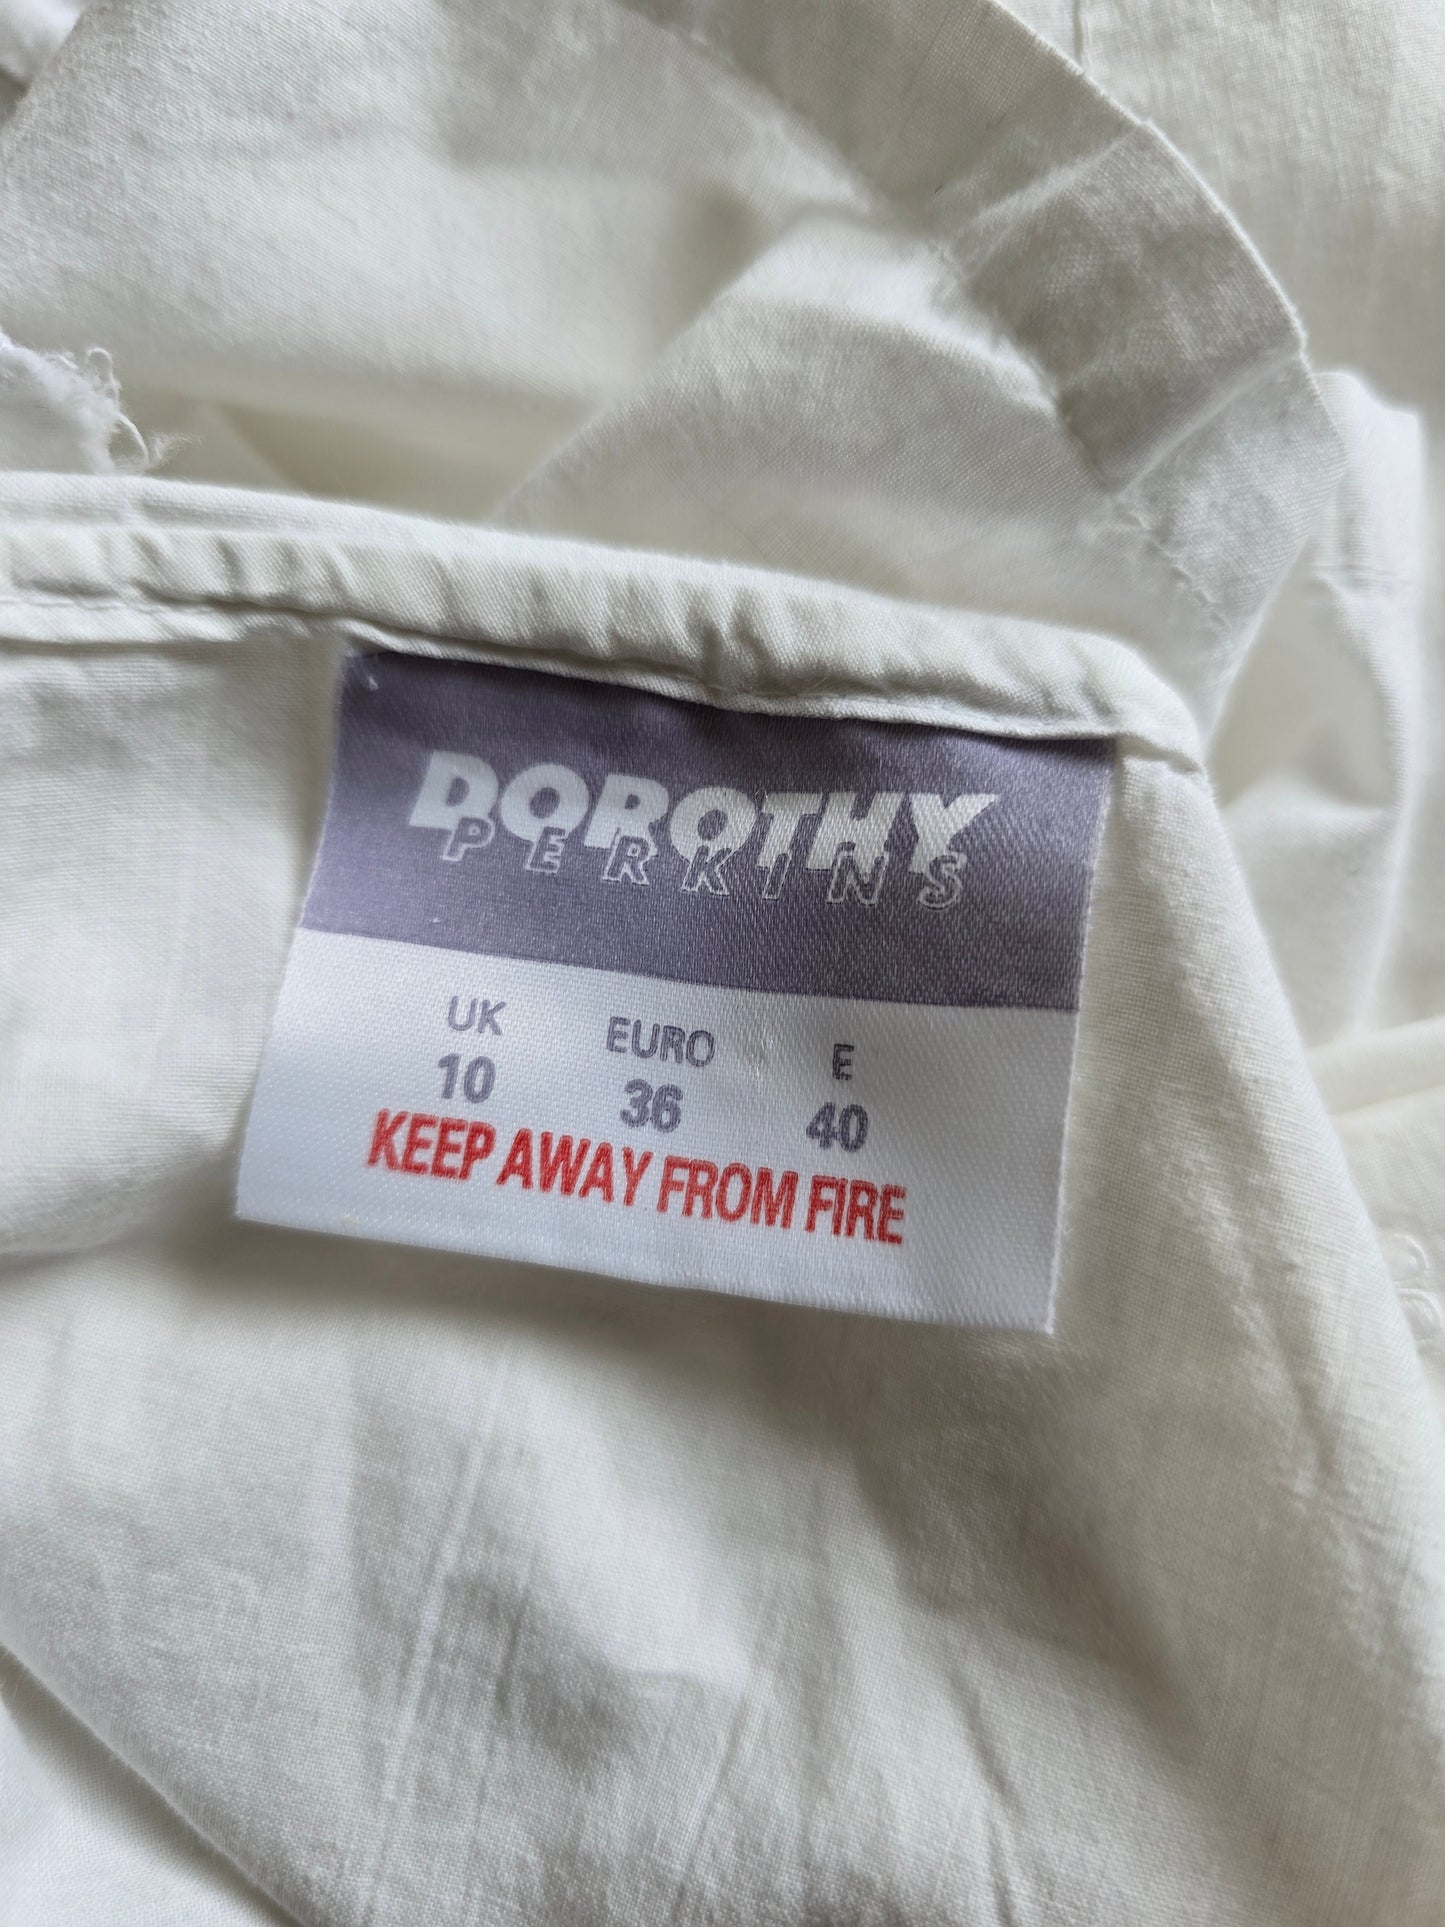 DOROTHY
PERKINS
UK EURO E
10 36 40
KEEP AWAY FROM FIRE